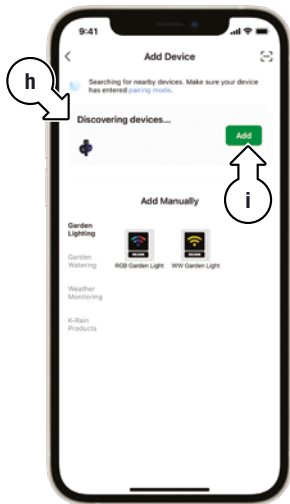 9:41
Add Device
Searching for nearby devices. Make sure your device
has entered pairing mode.
h
Discovering devices...
Add
i
Add Manually
Garden
Lighting
RGB Garden Light
WW Garden Light
Garden
Watering
Weather
Monitoring
K-Rain
Products